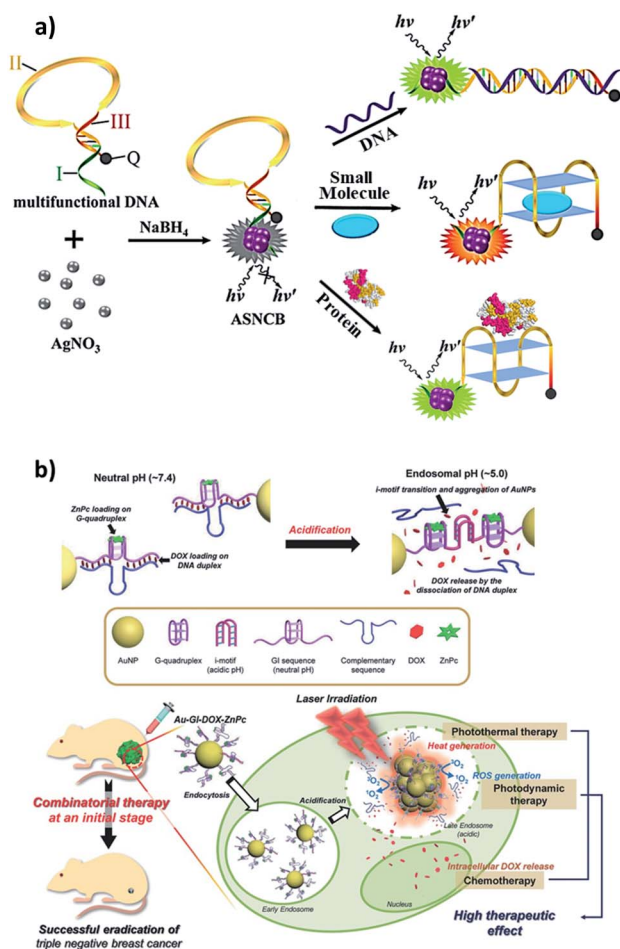 a)
II
III
Q
I
multifunctional DNA
+
AgNO₃
NaBH₄
hν
hν'
ASNCB
DNA
Small
Molecule
Protein
hν
hν'
hν
hν'
hν
hν'
b)
Neutral pH (~7.4)
ZnPc loading on
G-quadruplex
DOX loading on
DNA duplex
Acidification
Endosomal pH (~5.0)
i-motif transition and aggregation of AuNPs
DOX release by the
dissociation of DNA duplex
AuNP
G-quadruplex
i-motif
(acidic pH)
GI sequence
(neutral pH)
Complementary
sequence
DOX
ZnPc
Au-GI-DOX-ZnPc
Combinatorial therapy
at an initial stage
Successful eradication of
triple negative breast cancer
Endocytosis
Early Endosome
Acidification
Laser Irradiation
Heat generation
¹O₂
¹O₂
¹O₂
¹O₂
ROS generation
Late Endosome
(acidic)
Intracellular DOX release
Nucleus
Photothermal therapy
Photodynamic
therapy
Chemotherapy
High therapeutic
effect